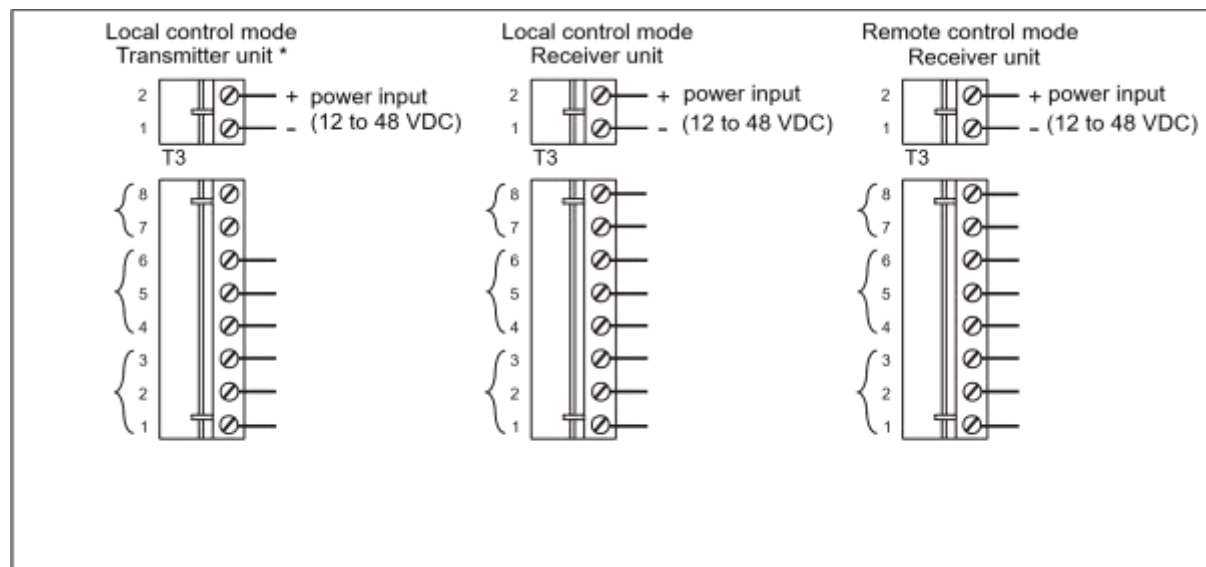 Local control mode
Transmitter unit *
2
+ power input
1
- (12 to 48 VDC)
T3
8
7
6
5
4
3
2
1
Local control mode
Receiver unit
2
+ power input
1
- (12 to 48 VDC)
T3
8
7
6
5
4
3
2
1
Remote control mode
Receiver unit
2
+ power input
1
- (12 to 48 VDC)
T3
8
7
6
5
4
3
2
1